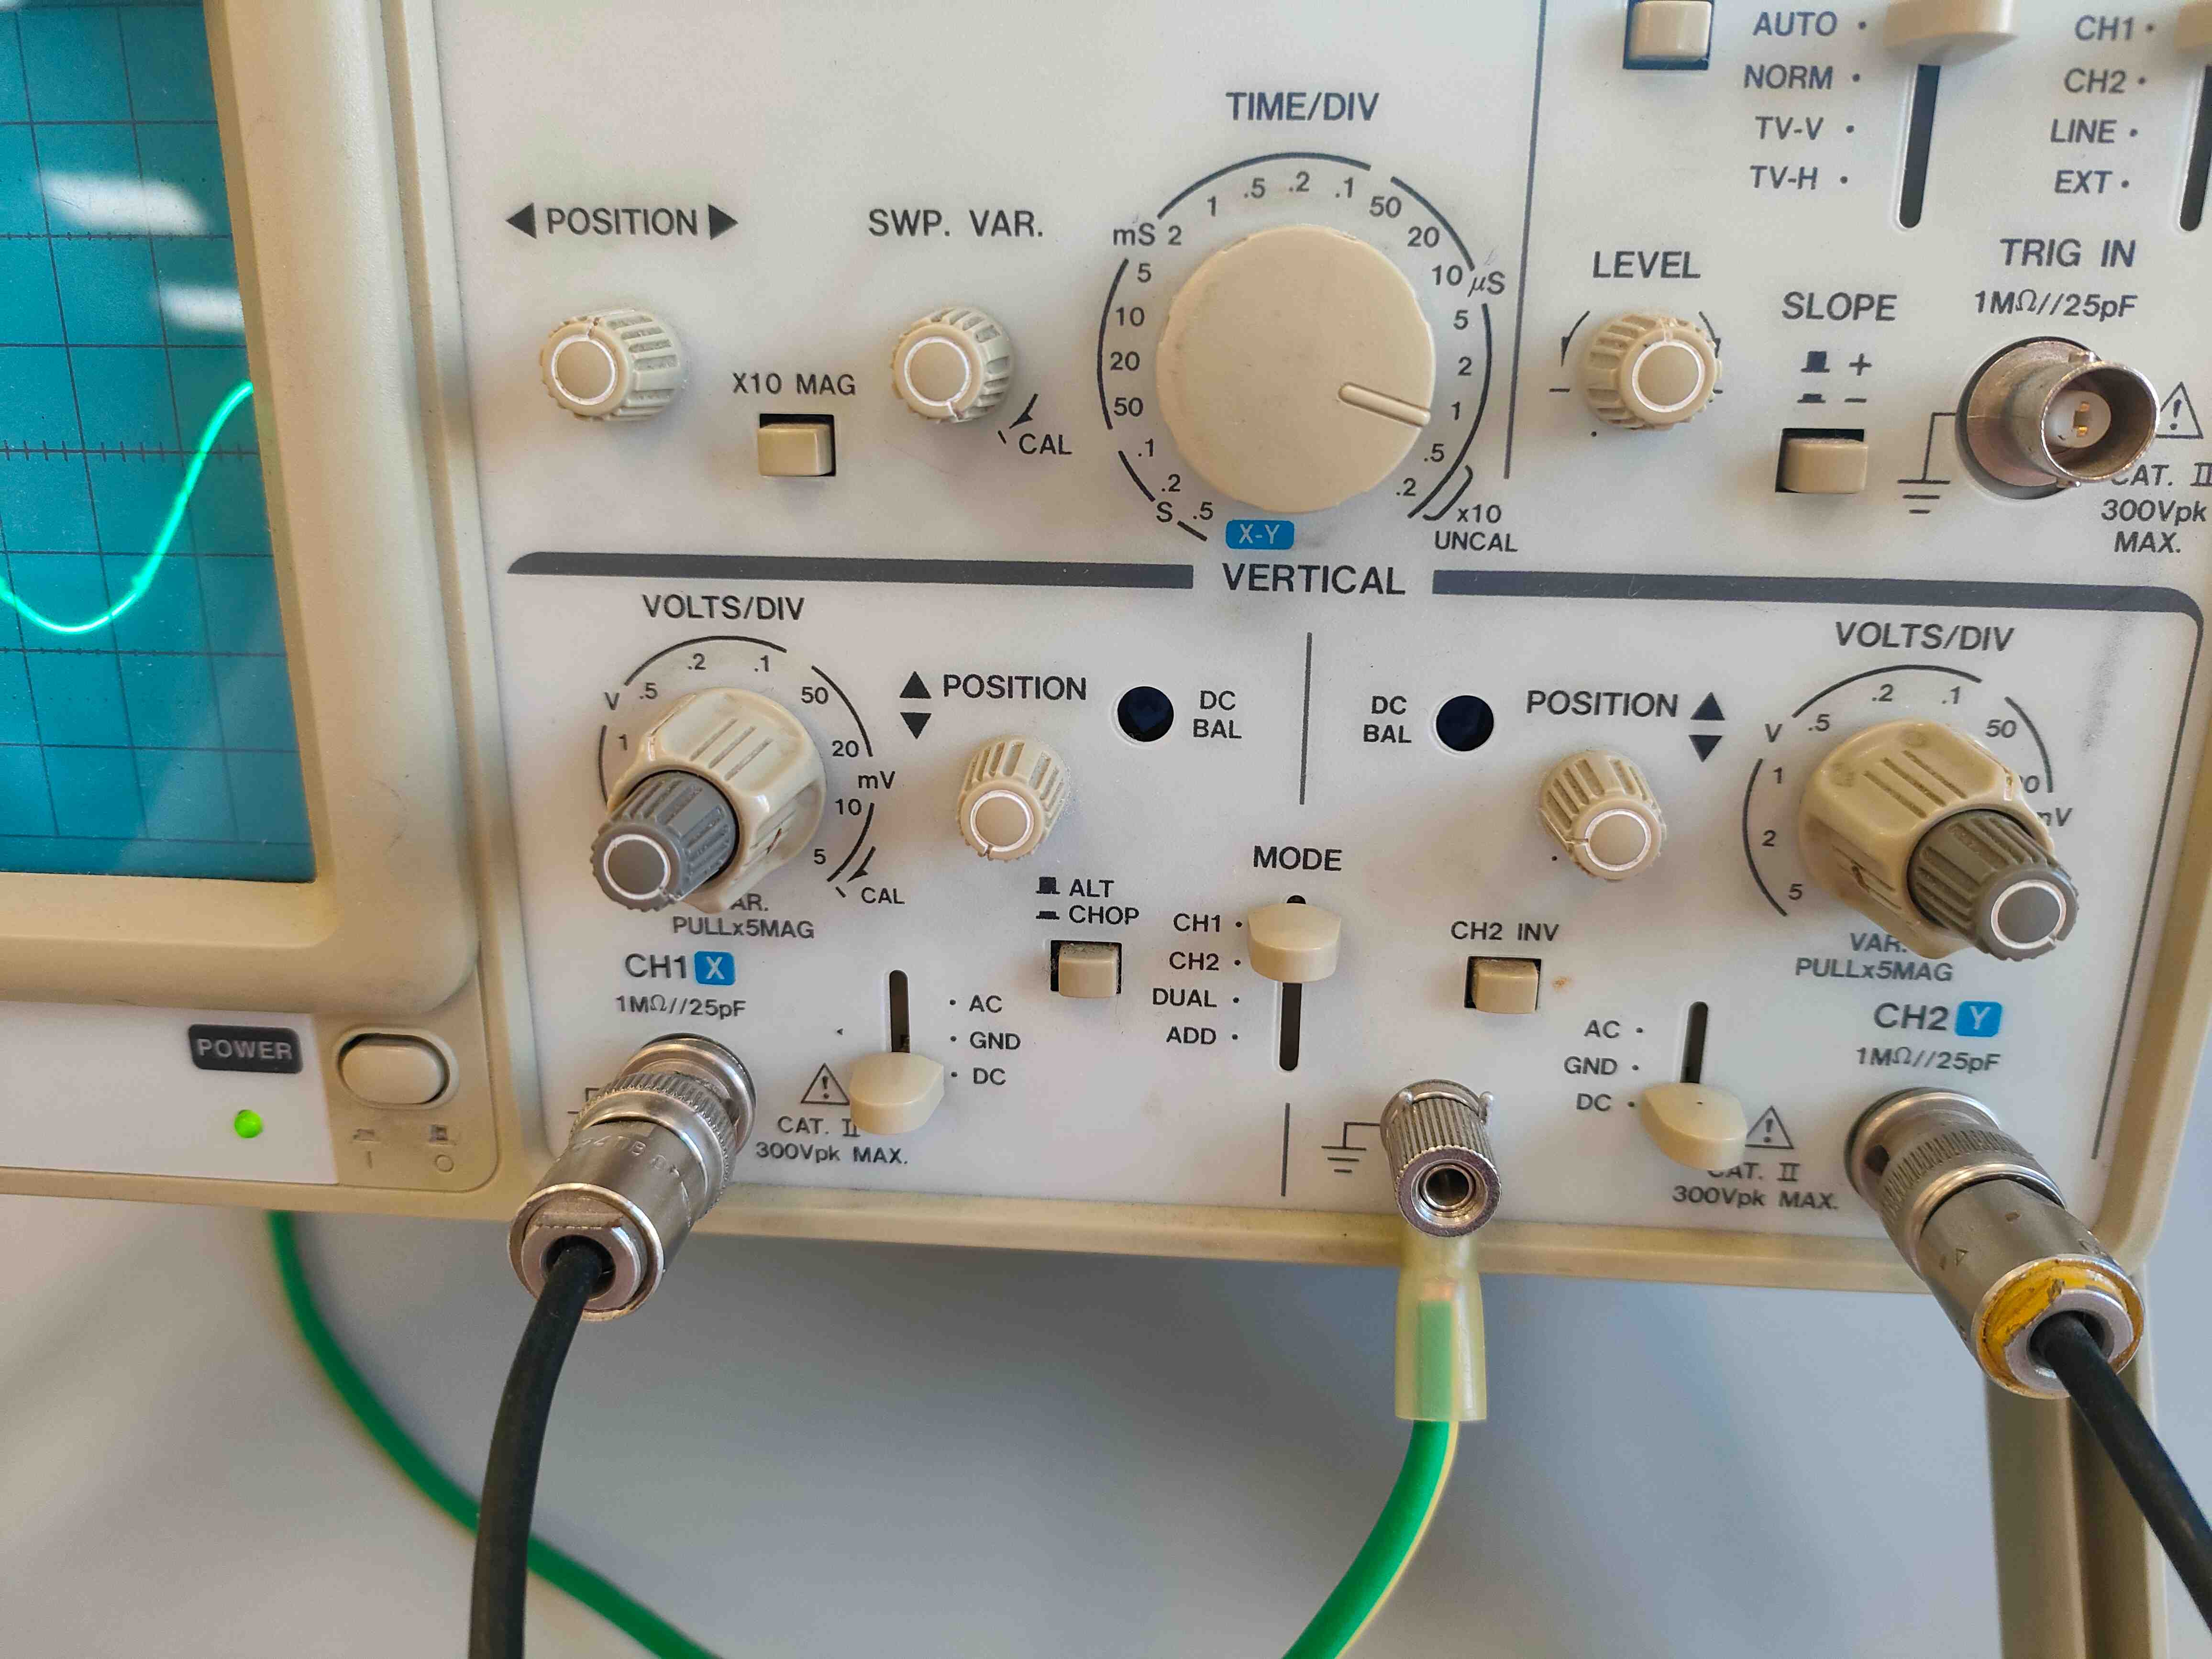 AUTO
NORM
TV-V
TV-H
CH1
CH2
LINE
EXT
TIME/DIV
mS 2 1 .5 .2 .1 50 20 10 µS
5 5
10 2
20 1
50 .5
.1 .2
.2
S .5
X-Y
x10
UNCAL
POSITION
SWP. VAR.
X10 MAG
CAL
LEVEL
−
SLOPE
+
−
TRIG IN
1MΩ//25pF
CAT. II
300Vpk
MAX.
VERTICAL
VOLTS/DIV
V .5 .2 .1 50 20 mV
1
10
5
CAL
PULLx5MAG
POSITION
DC
BAL
DC
BAL
POSITION
VOLTS/DIV
V .5 .2 .1 50
1
2
5
VAR.
PULLx5MAG
ALT
CHOP
MODE
CH1
CH2
DUAL
ADD
CH2 INV
CH1 X
1MΩ//25pF
AC
GND
DC
CAT. II
300Vpk MAX.
AC
GND
DC
CAT. II
300Vpk MAX.
CH2 Y
1MΩ//25pF
POWER